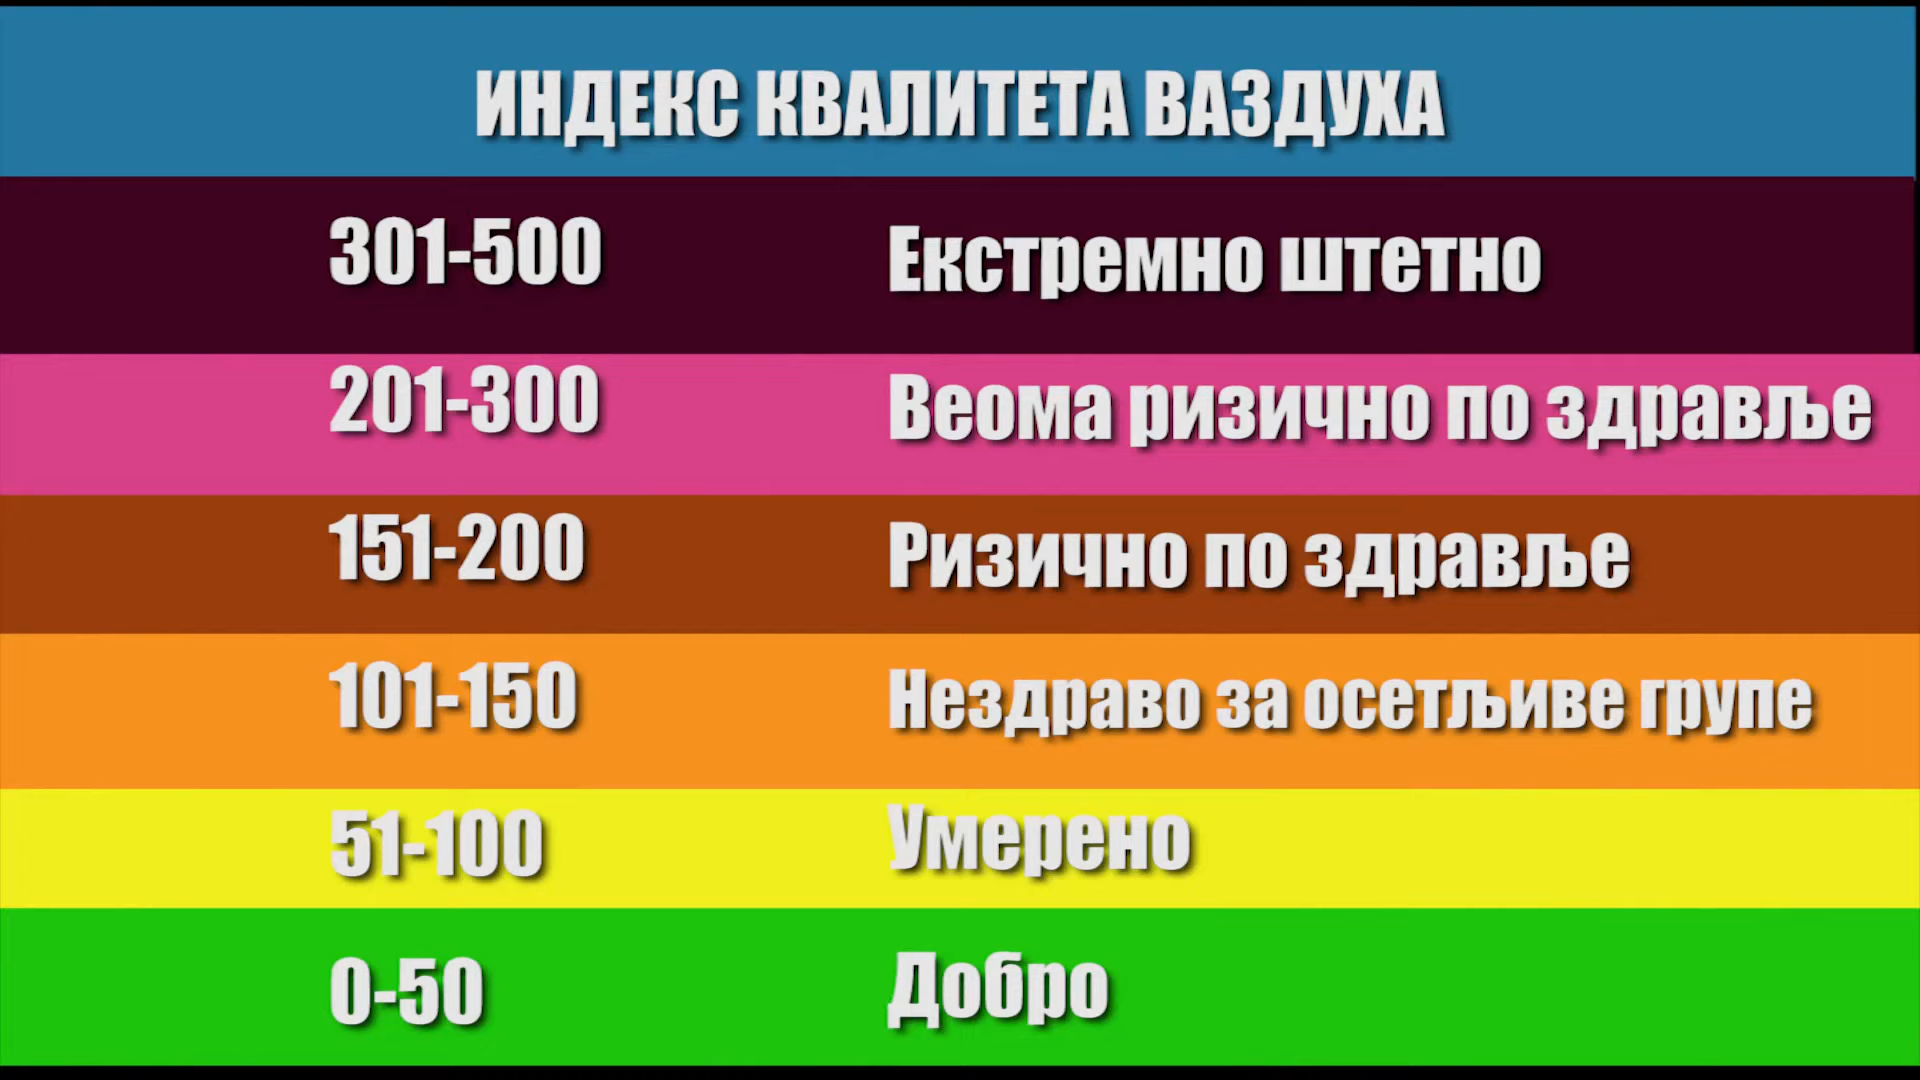 ИНДЕКС КВАЛИТЕТА ВАЗДУХА
301-500 Екстремно штетно
201-300 Веома ризично по здравље
151-200 Ризично по здравље
101-150 Нездраво за осетљиве групе
51-100 Умерено
0-50 Добро